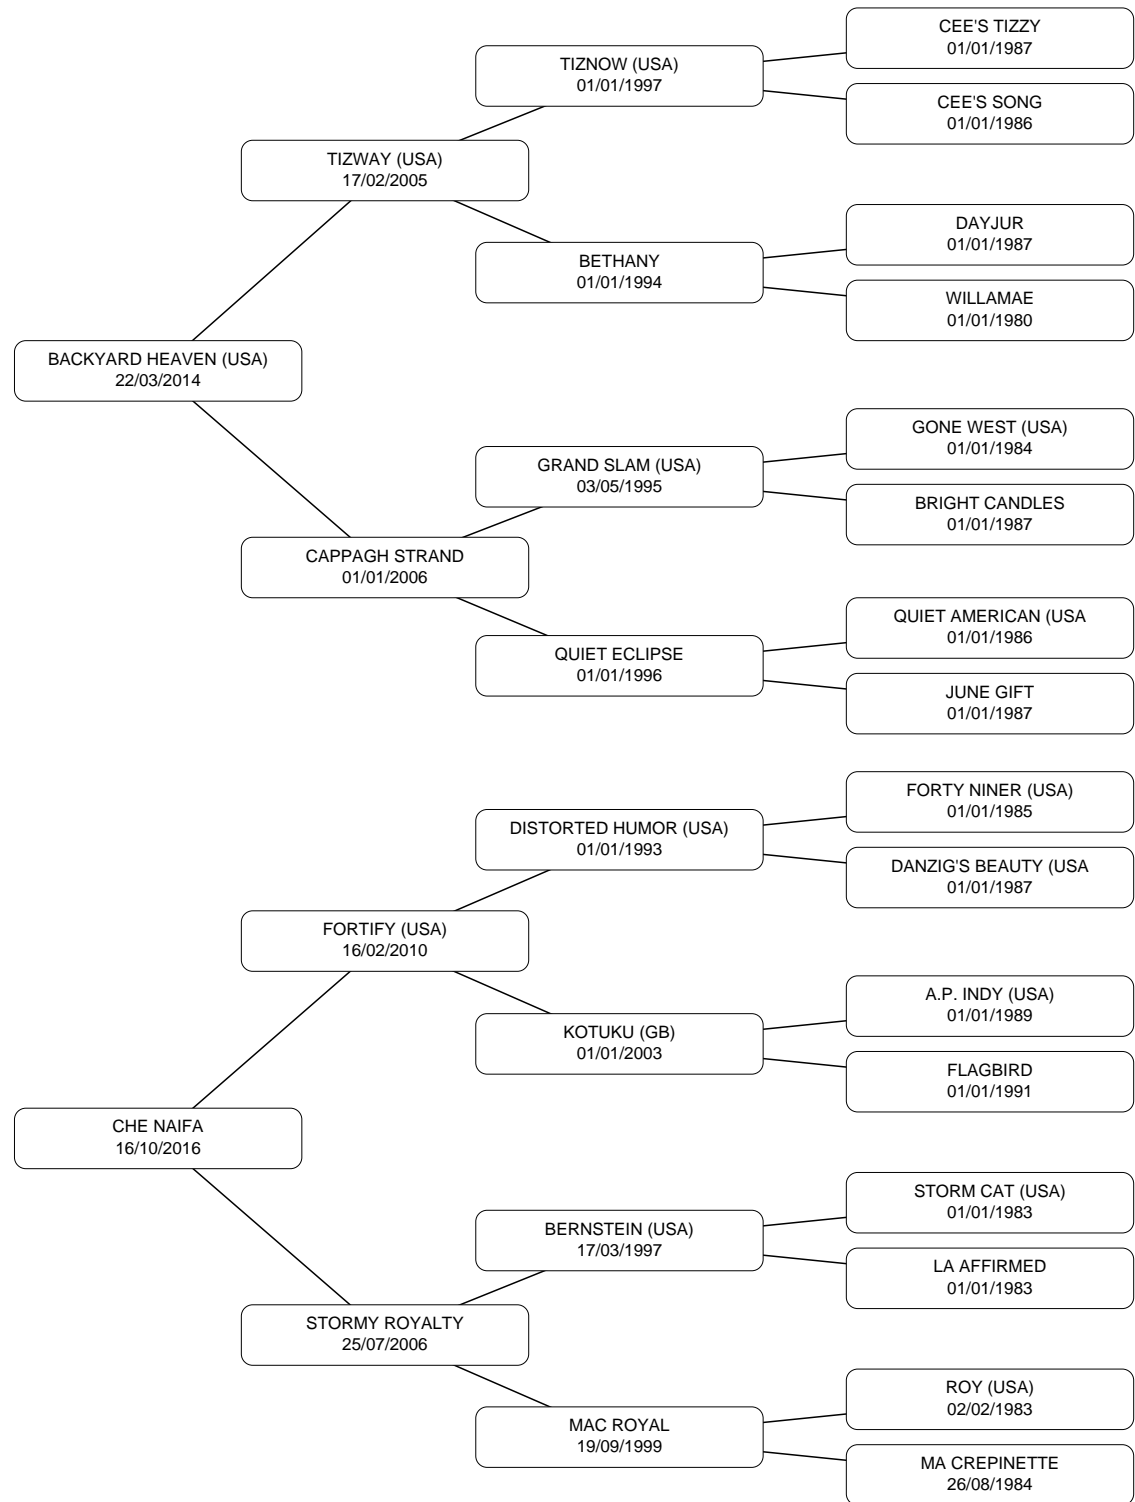 CEE'S TIZZY
01/01/1987
TIZNOW (USA)
01/01/1997
CEE'S SONG
01/01/1986
TIZWAY (USA)
17/02/2005
DAYJUR
01/01/1987
BETHANY
01/01/1994
WILLAMAE
01/01/1980
BACKYARD HEAVEN (USA)
22/03/2014
GONE WEST (USA)
01/01/1984
GRAND SLAM (USA)
03/05/1995
BRIGHT CANDLES
01/01/1987
CAPPAGH STRAND
01/01/2006
QUIET AMERICAN (USA
01/01/1986
QUIET ECLIPSE
01/01/1996
JUNE GIFT
01/01/1987
FORTY NINER (USA)
01/01/1985
DISTORTED HUMOR (USA)
01/01/1993
DANZIG'S BEAUTY (USA
01/01/1987
FORTIFY (USA)
16/02/2010
A.P. INDY (USA)
01/01/1989
KOTUKU (GB)
01/01/2003
FLAGBIRD
01/01/1991
CHE NAIFA
16/10/2016
STORM CAT (USA)
01/01/1983
BERNSTEIN (USA)
17/03/1997
LA AFFIRMED
01/01/1983
STORMY ROYALTY
25/07/2006
ROY (USA)
02/02/1983
MAC ROYAL
19/09/1999
MA CREPINETTE
26/08/1984